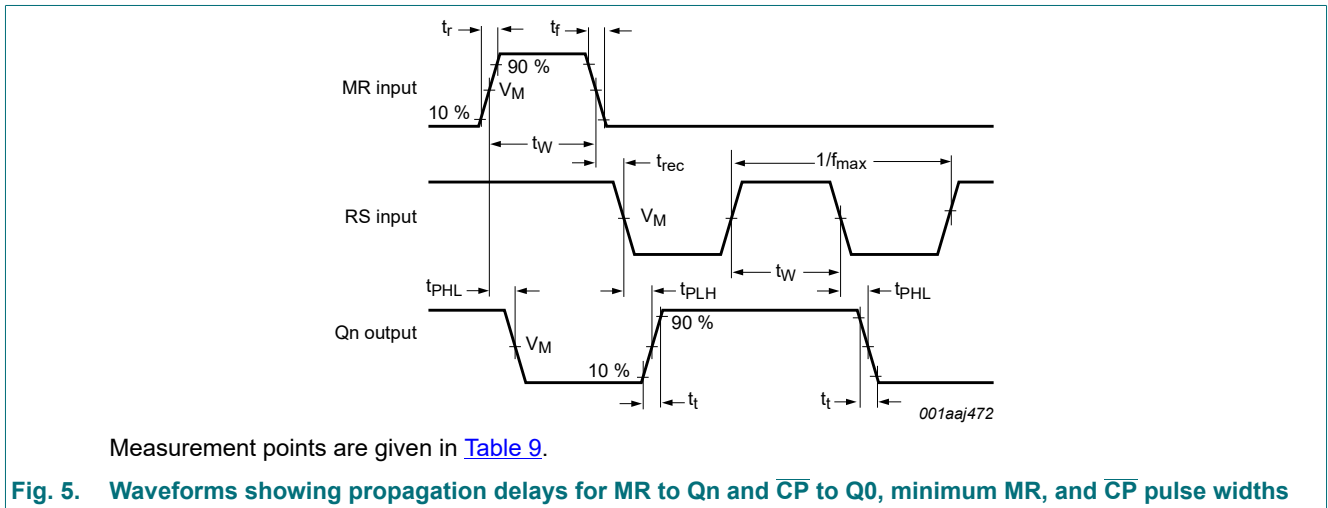 tr tf
90 %
MR input VM
10 %
tW
trec 1/fmax
RS input VM
tW
tPHL tPLH tPHL
90 %
Qn output VM
10 %
tt tt
001aaj472
Measurement points are given in Table 9.
Fig. 5. Waveforms showing propagation delays for MR to Qn and C̅P̅ to Q0, minimum MR, and C̅P̅ pulse widths